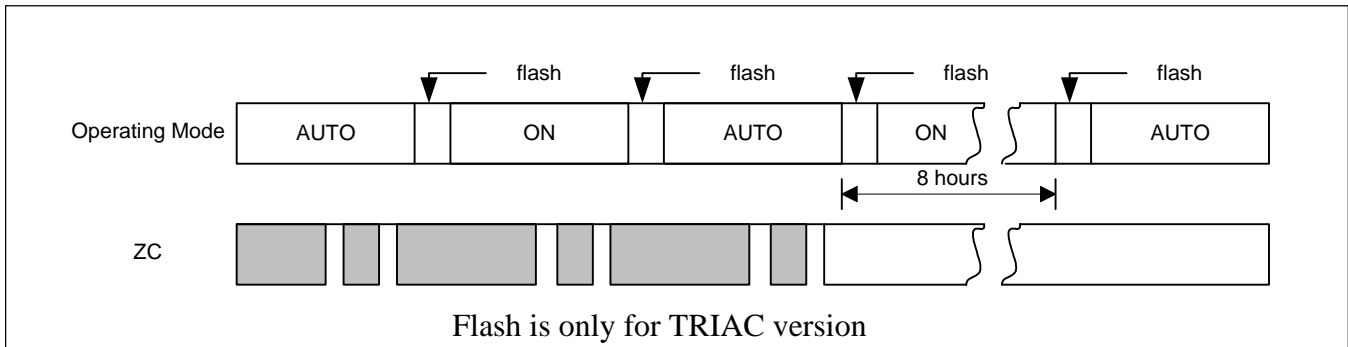 flash flash flash flash
Operating Mode AUTO ON AUTO ON AUTO
8 hours
ZC
Flash is only for TRIAC version